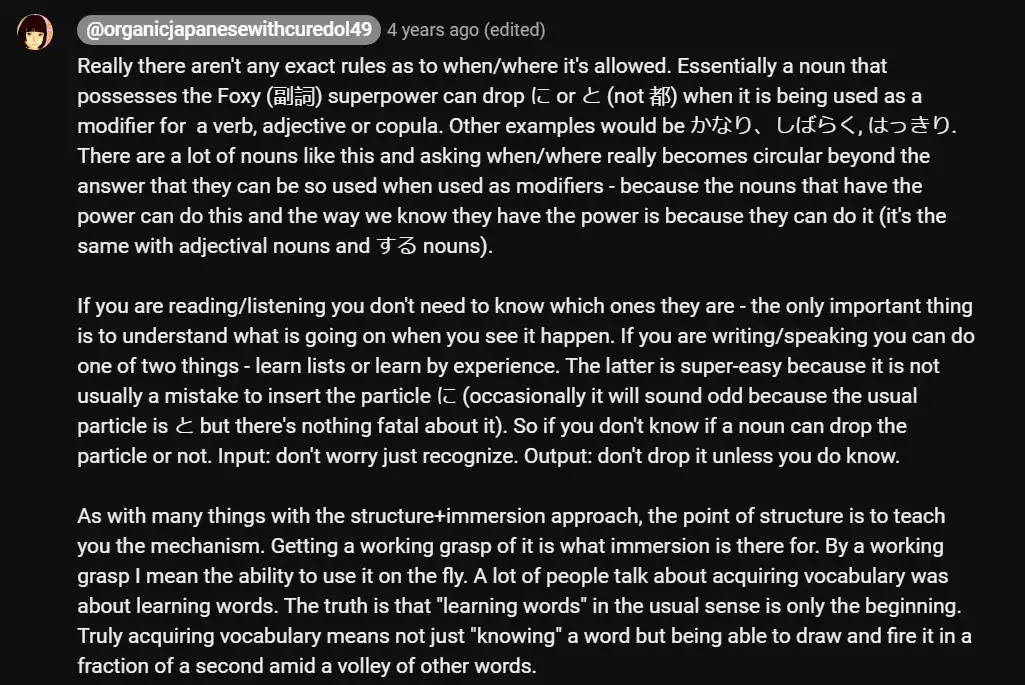 @organicjapanesewithcuredol49 4 years ago (edited)
Really there aren't any exact rules as to when/where it's allowed. Essentially a noun that
possesses the Foxy (副詞) superpower can drop に or と (not 都) when it is being used as a
modifier for  a verb, adjective or copula. Other examples would be かなり、しばらく, はっきり.
There are a lot of nouns like this and asking when/where really becomes circular beyond the
answer that they can be so used when used as modifiers - because the nouns that have the
power can do this and the way we know they have the power is because they can do it (it's the
same with adjectival nouns and する nouns).

If you are reading/listening you don't need to know which ones they are - the only important thing
is to understand what is going on when you see it happen. If you are writing/speaking you can do
one of two things - learn lists or learn by experience. The latter is super-easy because it is not
usually a mistake to insert the particle に (occasionally it will sound odd because the usual
particle is と but there's nothing fatal about it). So if you don't know if a noun can drop the
particle or not. Input: don't worry just recognize. Output: don't drop it unless you do know.

As with many things with the structure+immersion approach, the point of structure is to teach
you the mechanism. Getting a working grasp of it is what immersion is there for. By a working
grasp I mean the ability to use it on the fly. A lot of people talk about acquiring vocabulary was
about learning words. The truth is that "learning words" in the usual sense is only the beginning.
Truly acquiring vocabulary means not just "knowing" a word but being able to draw and fire it in a
fraction of a second amid a volley of other words.